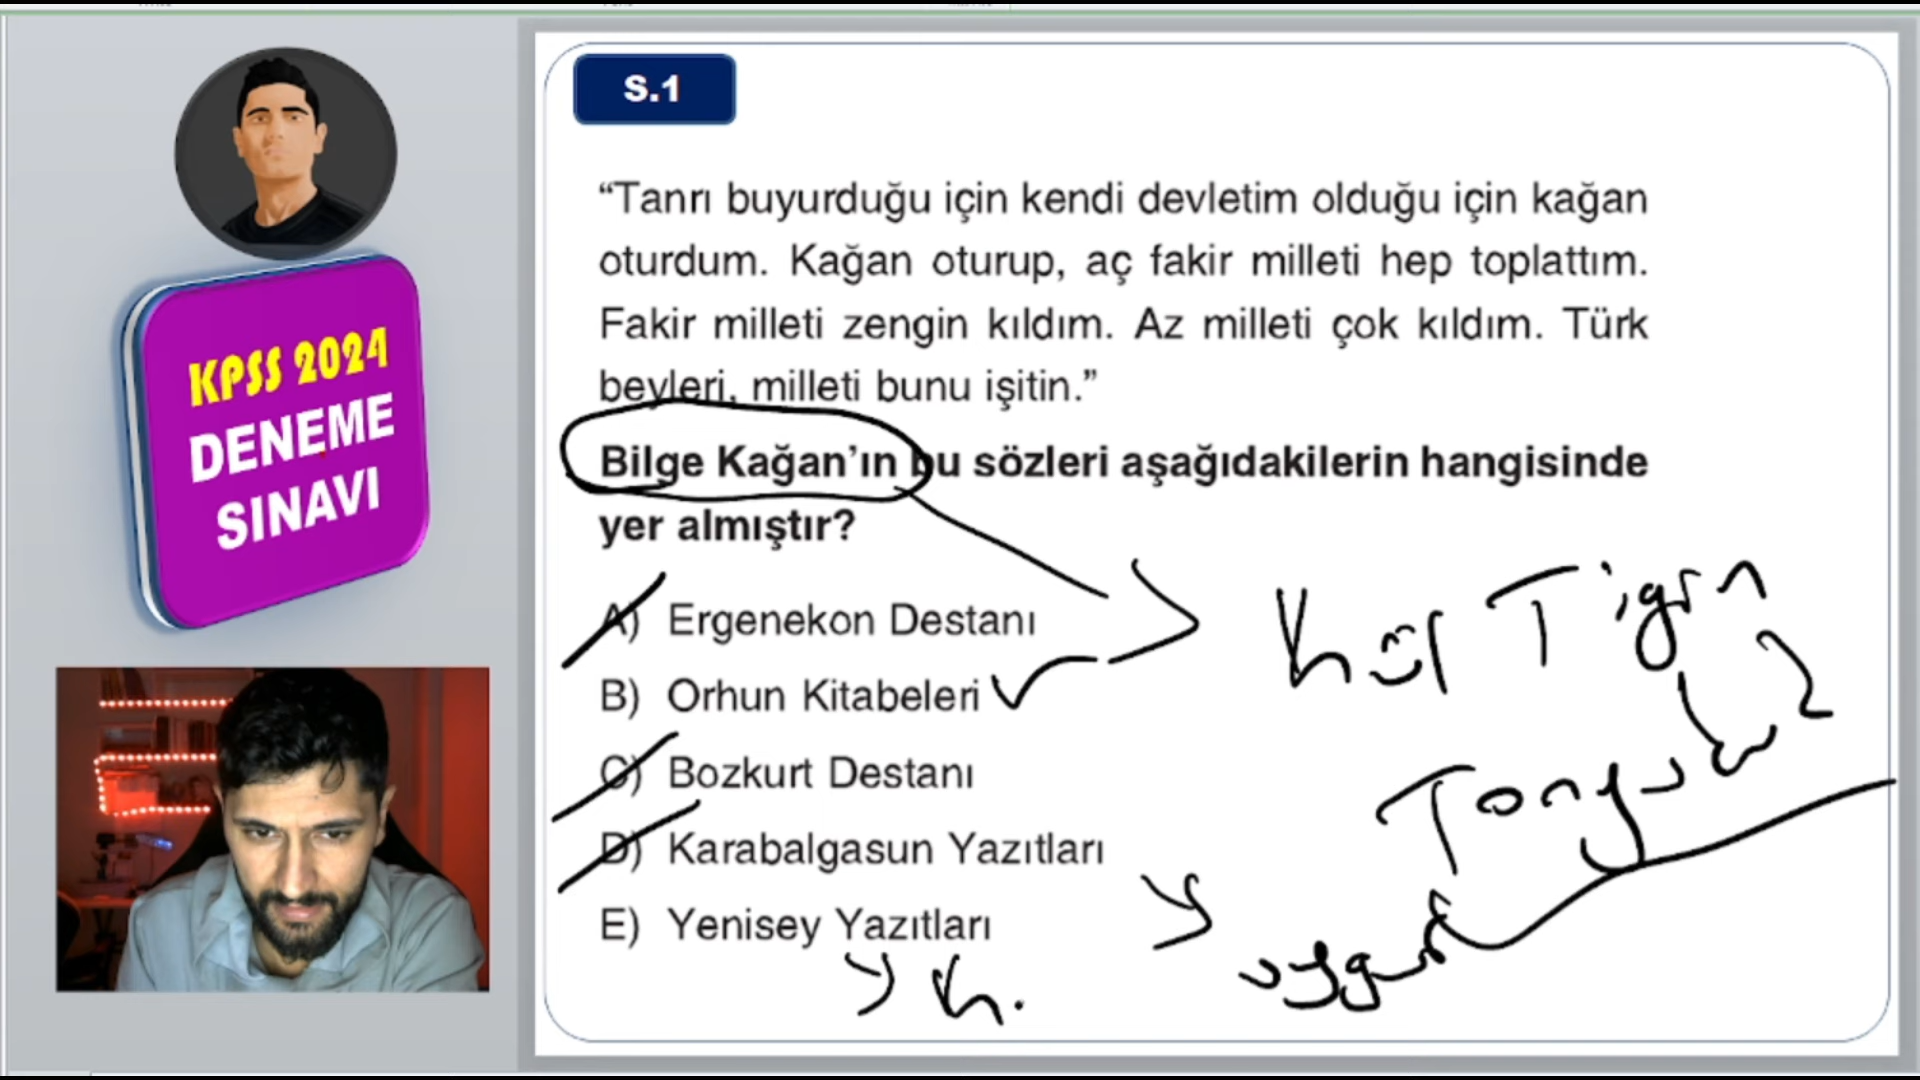 S.1
“Tanrı buyurduğu için kendi devletim olduğu için kağan
oturdum. Kağan oturup, aç fakir milleti hep toplattım.
Fakir milleti zengin kıldım. Az milleti çok kıldım. Türk
beyleri, milleti bunu işitin.”
Bilge Kağan’ın bu sözleri aşağıdakilerin hangisinde
yer almıştır?
A) Ergenekon Destanı
B) Orhun Kitabeleri
C) Bozkurt Destanı
D) Karabalgasun Yazıtları
E) Yenisey Yazıtları
KPSS 2024
DENEME
SINAVI
Kül Tigin
Tonyukuk
uygur
K.